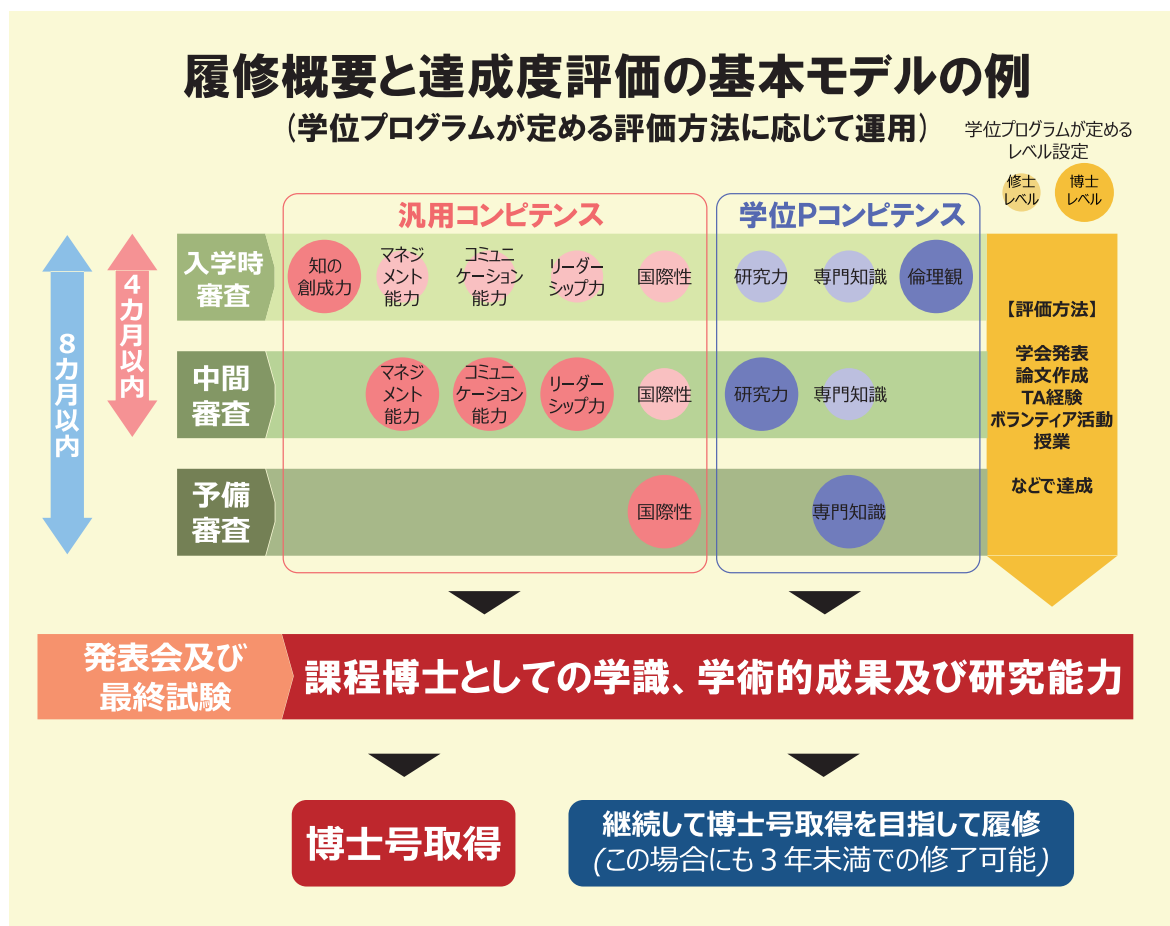 履修概要と達成度評価の基本モデルの例
(学位プログラムが定める評価方法に応じて運用)
学位プログラムが定める
レベル設定
修士
レベル
博士
レベル
汎用コンピテンス
学位Pコンピテンス
8カ月以内
4カ月以内
入学時
審査
知の
創成力
マネジ
メント
能力
コミュニ
ケーション
能力
リーダー
シップ力
国際性
研究力
専門知識
倫理観
中間
審査
マネジ
メント
能力
コミュニ
ケーション
能力
リーダー
シップ力
国際性
研究力
専門知識
予備
審査
国際性
専門知識
【評価方法】
学会発表
論文作成
TA経験
ボランティア活動
授業
などで達成
発表会及び
最終試験
課程博士としての学識、学術的成果及び研究能力
博士号取得
継続して博士号取得を目指して履修
(この場合にも3年未満での修了可能)